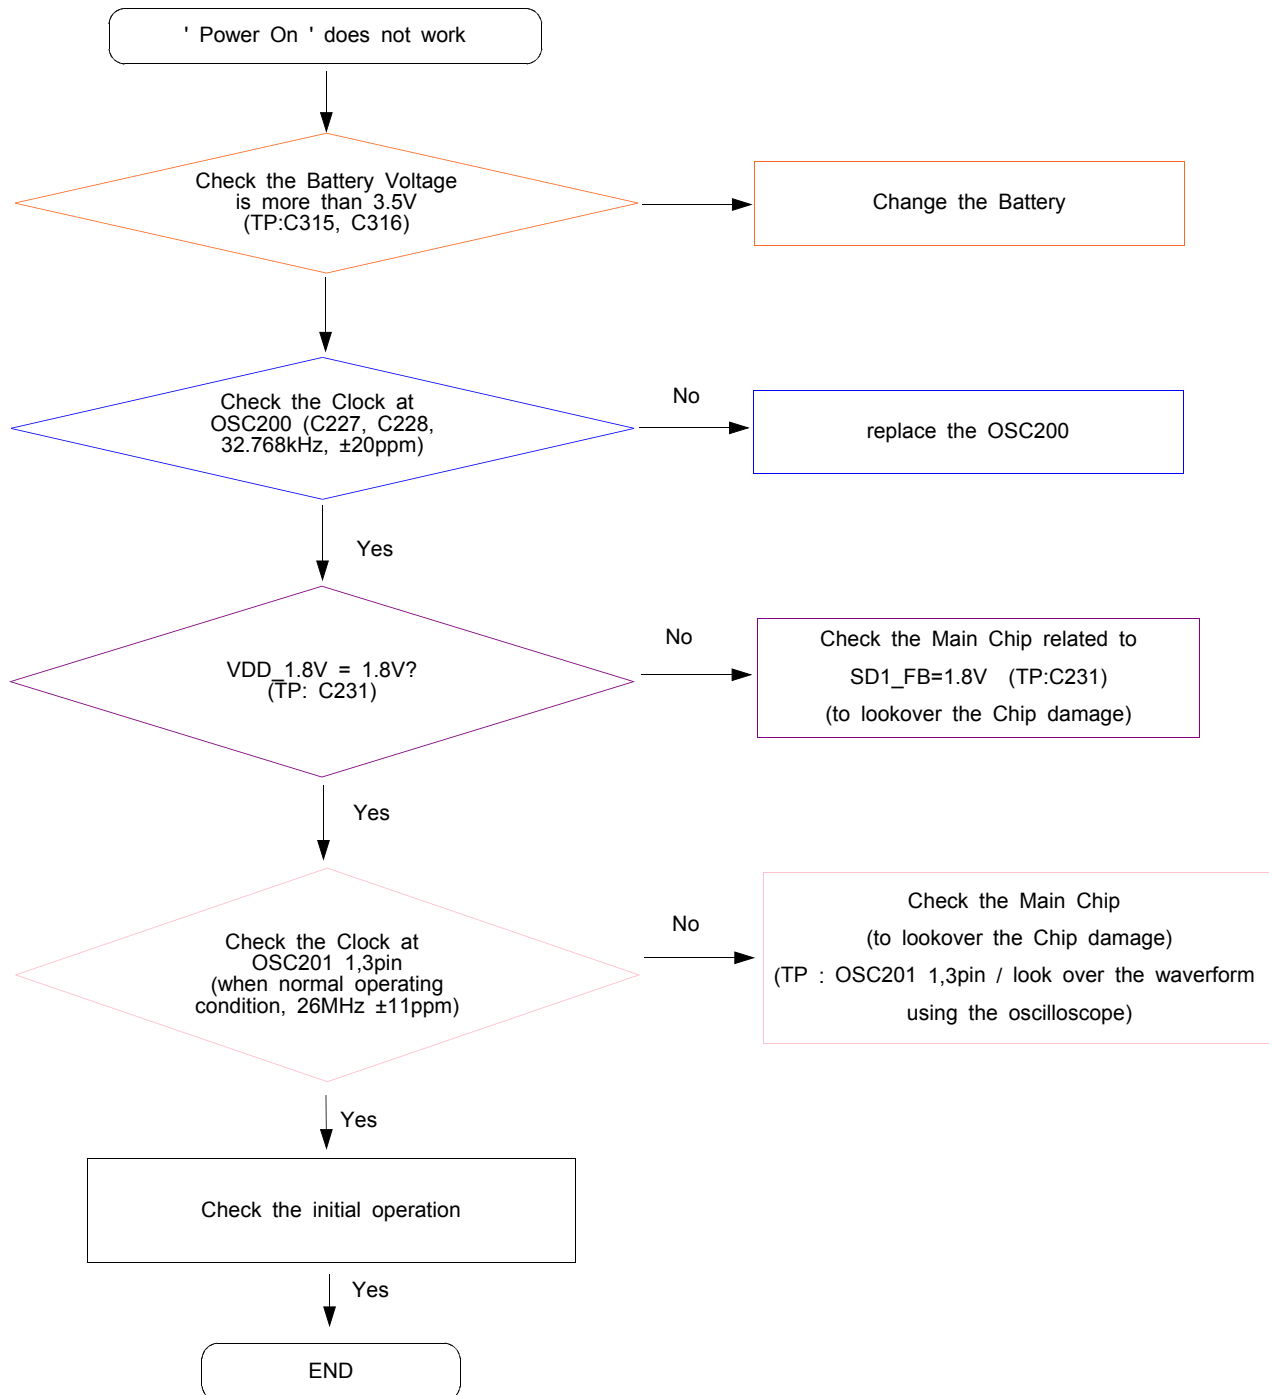 ' Power On ' does not work
Check the Battery Voltage
is more than 3.5V
(TP:C315, C316)
Change the Battery
Check the Clock at
OSC200 (C227, C228,
32.768kHz, ±20ppm)
No
replace the OSC200
Yes
VDD_1.8V = 1.8V?
(TP: C231)
No
Check the Main Chip related to
SD1_FB=1.8V (TP:C231)
(to lookover the Chip damage)
Yes
Check the Clock at
OSC201 1,3pin
(when normal operating
condition, 26MHz ±11ppm)
No
Check the Main Chip
(to lookover the Chip damage)
(TP : OSC201 1,3pin / look over the waverform
using the oscilloscope)
Yes
Check the initial operation
Yes
END